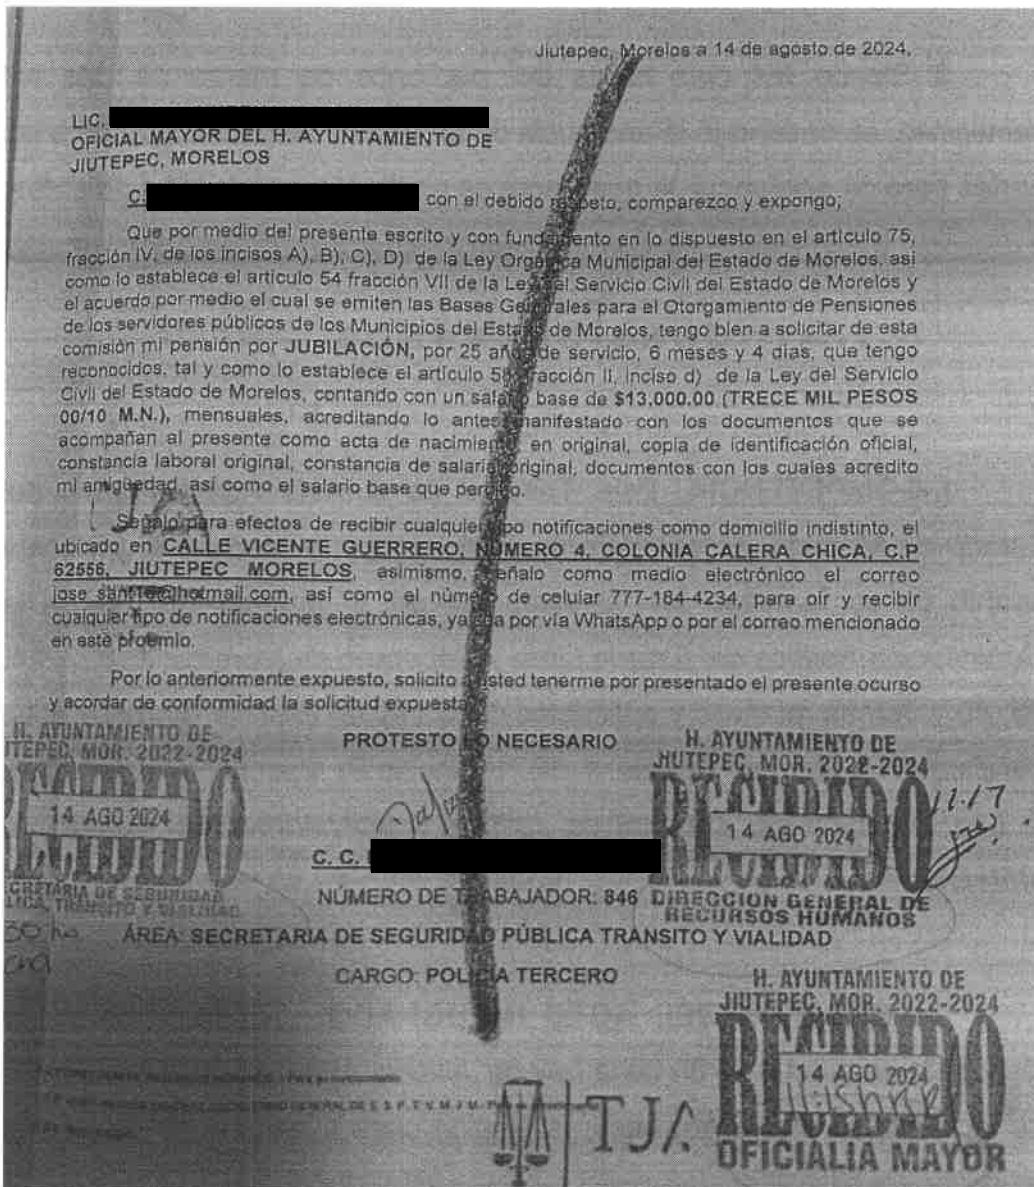 Jiutepec, Morelos a 14 de agosto de 2024.
LIC.
OFICIAL MAYOR DEL H. AYUNTAMIENTO DE
JIUTEPEC, MORELOS
C. con el debido respeto, comparezco y expongo;
Que por medio del presente escrito y con fundamento en lo dispuesto en el artículo 75,
fracción IV, de los incisos A), B), C), D) de la Ley Orgánica Municipal del Estado de Morelos, así
como lo establece el artículo 54 fracción VII de la Ley del Servicio Civil del Estado de Morelos y
el acuerdo por medio el cual se emiten las Bases Generales para el Otorgamiento de Pensiones
de los servidores públicos de los Municipios del Estado de Morelos, tengo bien a solicitar de esta
comisión mi pensión por JUBILACIÓN, por 25 años de servicio, 6 meses y 4 días, que tengo
reconocidos, tal y como lo establece el artículo fracción II, inciso d) de la Ley del Servicio
Civil del Estado de Morelos, contando con un salario base de $13.000.00 (TRECE MIL PESOS
00/10 M.N.), mensuales, acreditando lo antes manifestado con los documentos que se
acompañan al presente como acta de nacimiento en original, copia de identificación oficial,
constancia laboral original, constancia de salario original, documentos con los cuales acredito
mi antigüedad, así como el salario base que percibo.
Señalo para efectos de recibir cualquier tipo notificaciones como domicilio indistinto, el
ubicado en CALLE VICENTE GUERRERO, NÚMERO 4, COLONIA CALERA CHICA, C.P
62556, JIUTEPEC MORELOS, asimismo, señalo como medio electrónico el correo
así como el número de celular 777-184-4234, para oír y recibir
cualquier tipo de notificaciones electrónicas, ya sea por vía WhatsApp o por el correo mencionado
en este proemio.
Por lo anteriormente expuesto, solicito a usted tenerme por presentado el presente ocurso
y acordar de conformidad la solicitud expuesta.
PROTESTO LO NECESARIO
H. AYUNTAMIENTO DE
JIUTEPEC, MOR. 2022-2024
RECIBIDO
14 AGO 2024
SECRETARIA DE SEGURIDAD
PUBLICA, TRANSITO Y VIALIDAD
H. AYUNTAMIENTO DE
JIUTEPEC, MOR. 2022-2024
RECIBIDO
14 AGO 2024
11:17
DIRECCION GENERAL DE
RECURSOS HUMANOS
C. C.
NÚMERO DE TRABAJADOR: 846
ÁREA: SECRETARIA DE SEGURIDAD PÚBLICA TRANSITO Y VIALIDAD
CARGO: POLICÍA TERCERO
H. AYUNTAMIENTO DE
JIUTEPEC, MOR. 2022-2024
RECIBIDO
14 AGO 2024
OFICIALIA MAYOR
TJA